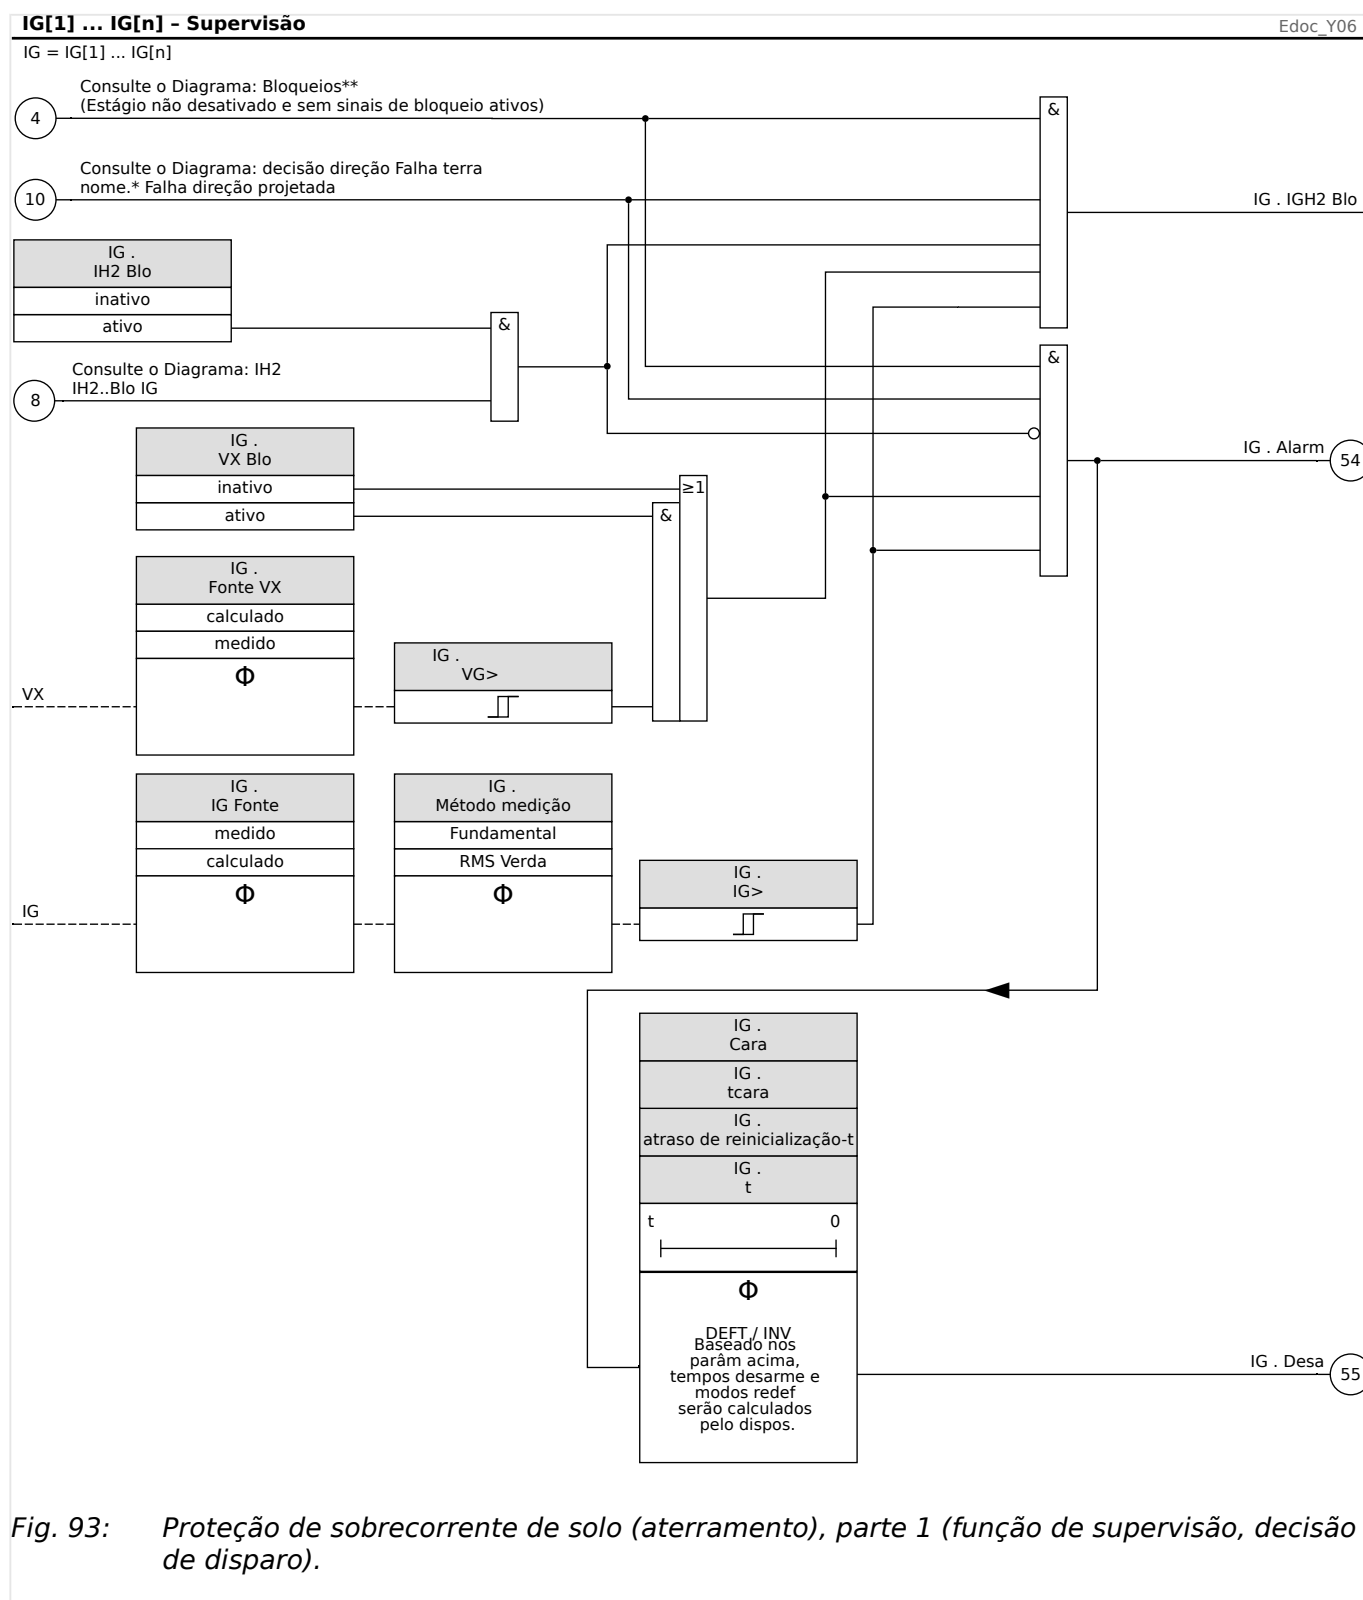 IG[1] ... IG[n] – Supervisão
Edoc_Y06
IG = IG[1] ... IG[n]
Consulte o Diagrama: Bloqueios**
(Estágio não desativado e sem sinais de bloqueio ativos)
4
&
Consulte o Diagrama: decisão direção Falha terra
nome.* Falha direção projetada
10
IG . IGH2 Blo
IG .
IH2 Blo
inativo
ativo
&
Consulte o Diagrama: IH2
IH2..Blo IG
8
&
IG . Alarm
54
IG .
VX Blo
inativo
ativo
≥1
&
IG .
Fonte VX
calculado
medido
Φ
VX
IG .
VG>
IG .
IG Fonte
medido
calculado
Φ
IG
IG .
Método medição
Fundamental
RMS Verda
Φ
IG .
IG>
IG .
Cara
IG .
tcara
IG .
atraso de reinicialização-t
IG .
t
t 0
Φ
DEFT / INV
Baseado nos
parâm acima,
tempos desarme e
modos redef
serão calculados
pelo dispos.
IG . Desa
55
Fig. 93: Proteção de sobrecorrente de solo (aterramento), parte 1 (função de supervisão, decisão
de disparo).